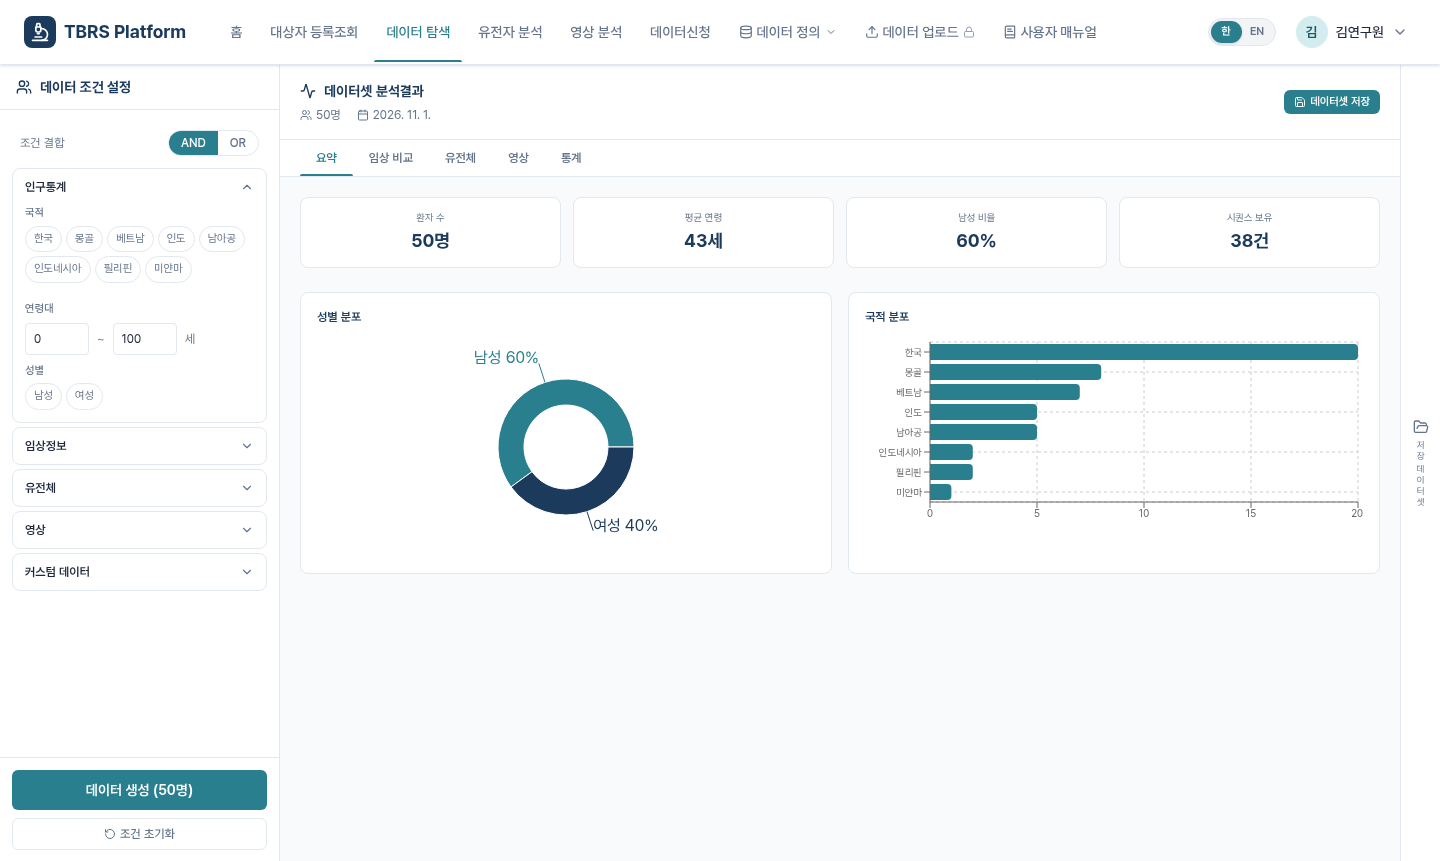 TBRS Platform
홈
대상자 등록조회
데이터 탐색
유전자 분석
영상 분석
데이터신청
데이터 정의
데이터 업로드
사용자 매뉴얼
한 EN
김 김연구원
데이터 조건 설정
조건 결합 AND OR
인구통계
국적
한국 몽골 베트남 인도 남아공
인도네시아 필리핀 미얀마
연령대
0 ~ 100 세
성별
남성 여성
임상정보
유전체
영상
커스텀 데이터
데이터 생성 (50명)
조건 초기화
데이터셋 분석결과
50명 2026. 11. 1.
데이터셋 저장
요약 임상 비교 유전체 영상 통계
환자 수
50명
평균 연령
43세
남성 비율
60%
시퀀스 보유
38건
성별 분포
남성 60%
여성 40%
국적 분포
한국
몽골
베트남
인도
남아공
인도네시아
필리핀
미얀마
0 5 10 15 20
저장 데이터셋